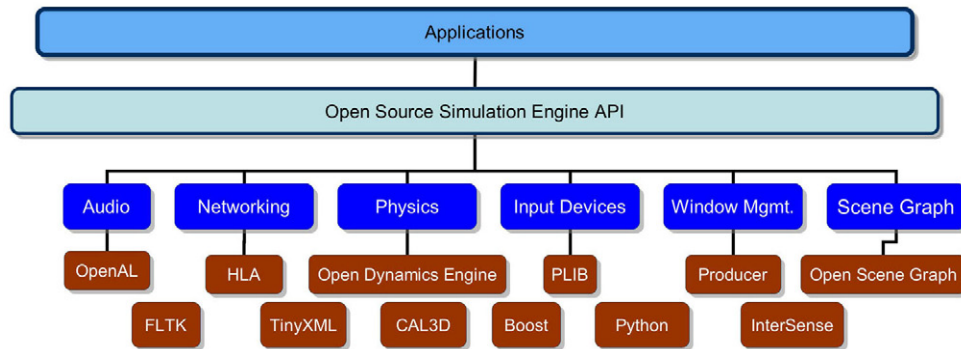 Applications
Open Source Simulation Engine API
Audio
Networking
Physics
Input Devices
Window Mgmt.
Scene Graph
OpenAL
HLA
Open Dynamics Engine
PLIB
Producer
Open Scene Graph
FLTK
TinyXML
CAL3D
Boost
Python
InterSense